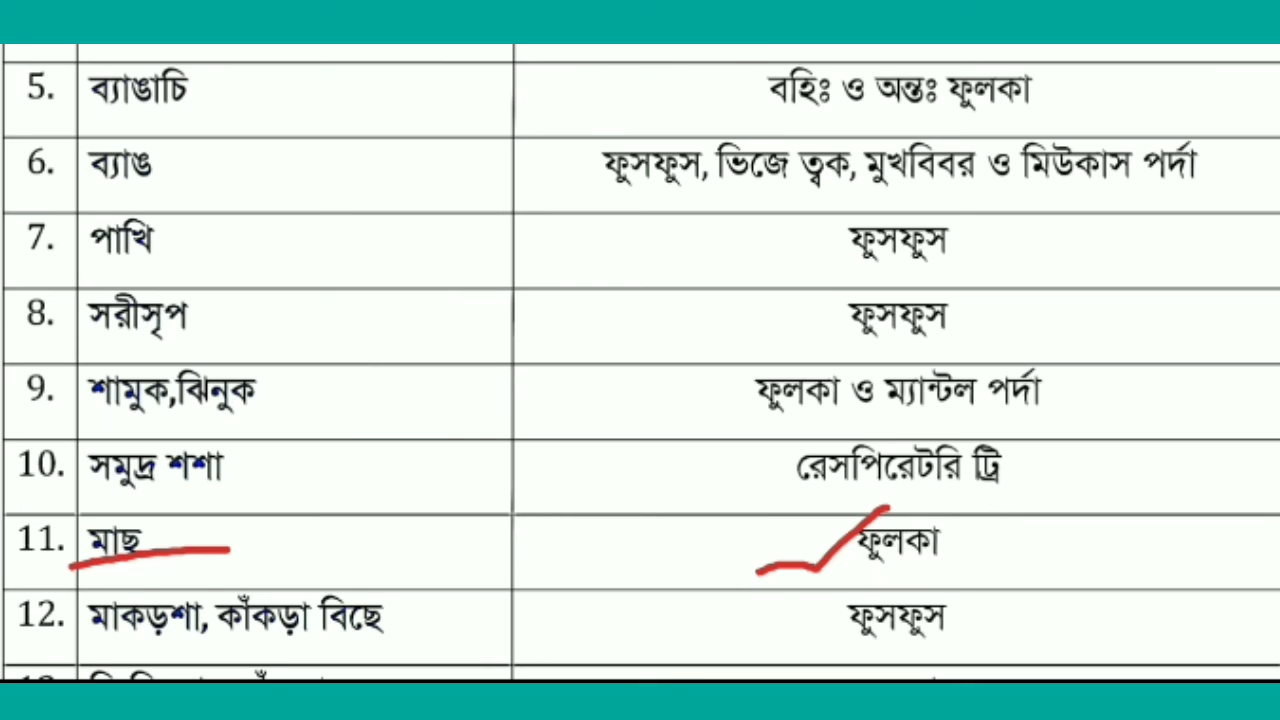 5. ব্যাঙাচি বহিঃ ও অন্তঃ ফুলকা
6. ব্যাঙ ফুসফুস, ভিজে ত্বক, মুখবিবর ও মিউকাস পর্দা
7. পাখি ফুসফুস
8. সরীসৃপ ফুসফুস
9. শামুক,ঝিনুক ফুলকা ও ম্যান্টল পর্দা
10. সমুদ্র শশা রেসপিরেটরি ট্রি
11. মাছ ফুলকা
12. মাকড়শা, কাঁকড়া বিছে ফুসফুস